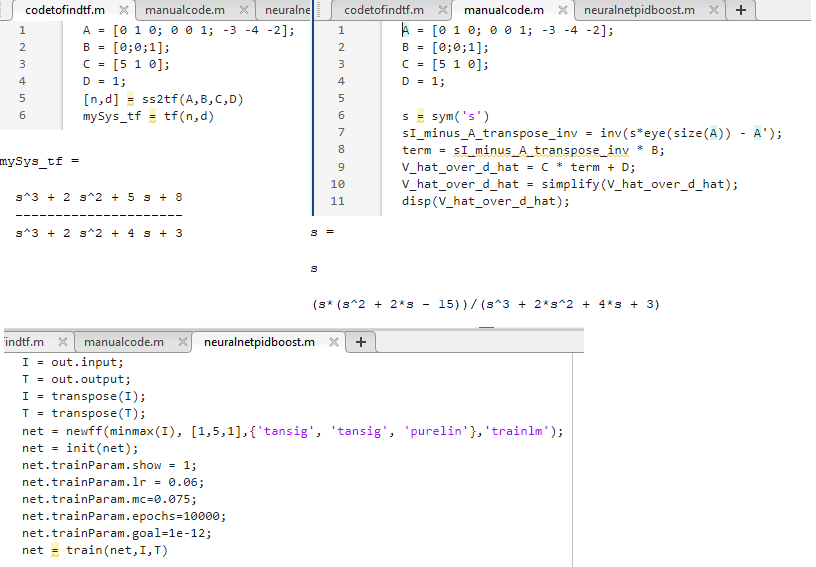 codetofindtf.m manualcode.m neuralne
1 A = [0 1 0; 0 0 1; -3 -4 -2];
2 B = [0;0;1];
3 C = [5 1 0];
4 D = 1;
5 [n,d] = ss2tf(A,B,C,D)
6 mySys_tf = tf(n,d)
mySys_tf =
s^3 + 2 s^2 + 5 s + 8
---------------------
s^3 + 2 s^2 + 4 s + 3
codetofindtf.m manualcode.m neuralnetpidboost.m +
1 A = [0 1 0; 0 0 1; -3 -4 -2];
2 B = [0;0;1];
3 C = [5 1 0];
4 D = 1;
5
6 s = sym('s')
7 sI_minus_A_transpose_inv = inv(s*eye(size(A)) - A');
8 term = sI_minus_A_transpose_inv * B;
9 V_hat_over_d_hat = C * term + D;
10 V_hat_over_d_hat = simplify(V_hat_over_d_hat);
11 disp(V_hat_over_d_hat);
s =
s
(s*(s^2 + 2*s - 15))/(s^3 + 2*s^2 + 4*s + 3)
indtf.m manualcode.m neuralnetpidboost.m +
I = out.input;
T = out.output;
I = transpose(I);
T = transpose(T);
net = newff(minmax(I), [1,5,1],{'tansig', 'tansig', 'purelin'},'trainlm');
net = init(net);
net.trainParam.show = 1;
net.trainParam.lr = 0.06;
net.trainParam.mc=0.075;
net.trainParam.epochs=10000;
net.trainParam.goal=1e-12;
net = train(net,I,T)